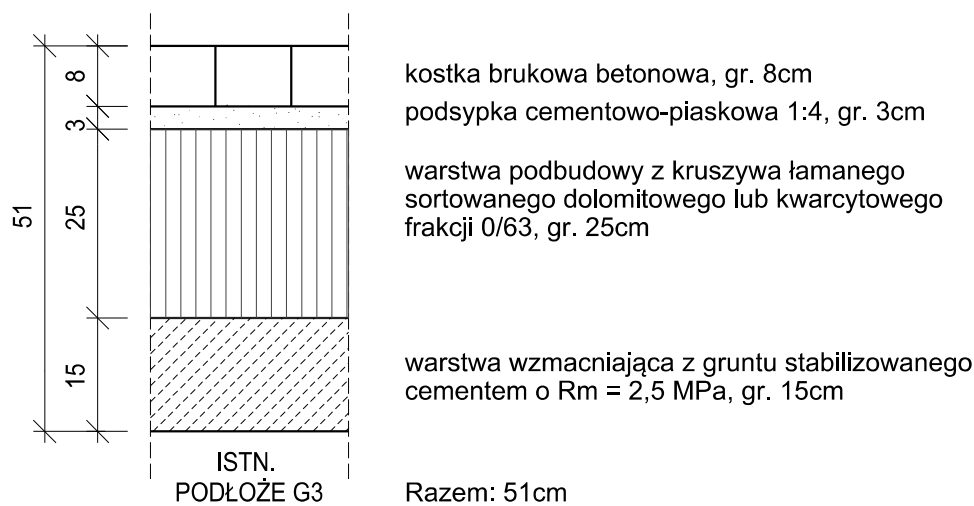 8
3
25
15
51
kostka brukowa betonowa, gr. 8cm
podsypka cementowo-piaskowa 1:4, gr. 3cm
warstwa podbudowy z kruszywa łamanego
sortowanego dolomitowego lub kwarcytowego
frakcji 0/63, gr. 25cm
warstwa wzmacniająca z gruntu stabilizowanego
cementem o Rm = 2,5 MPa, gr. 15cm
ISTN.
PODŁOŻE G3
Razem: 51cm